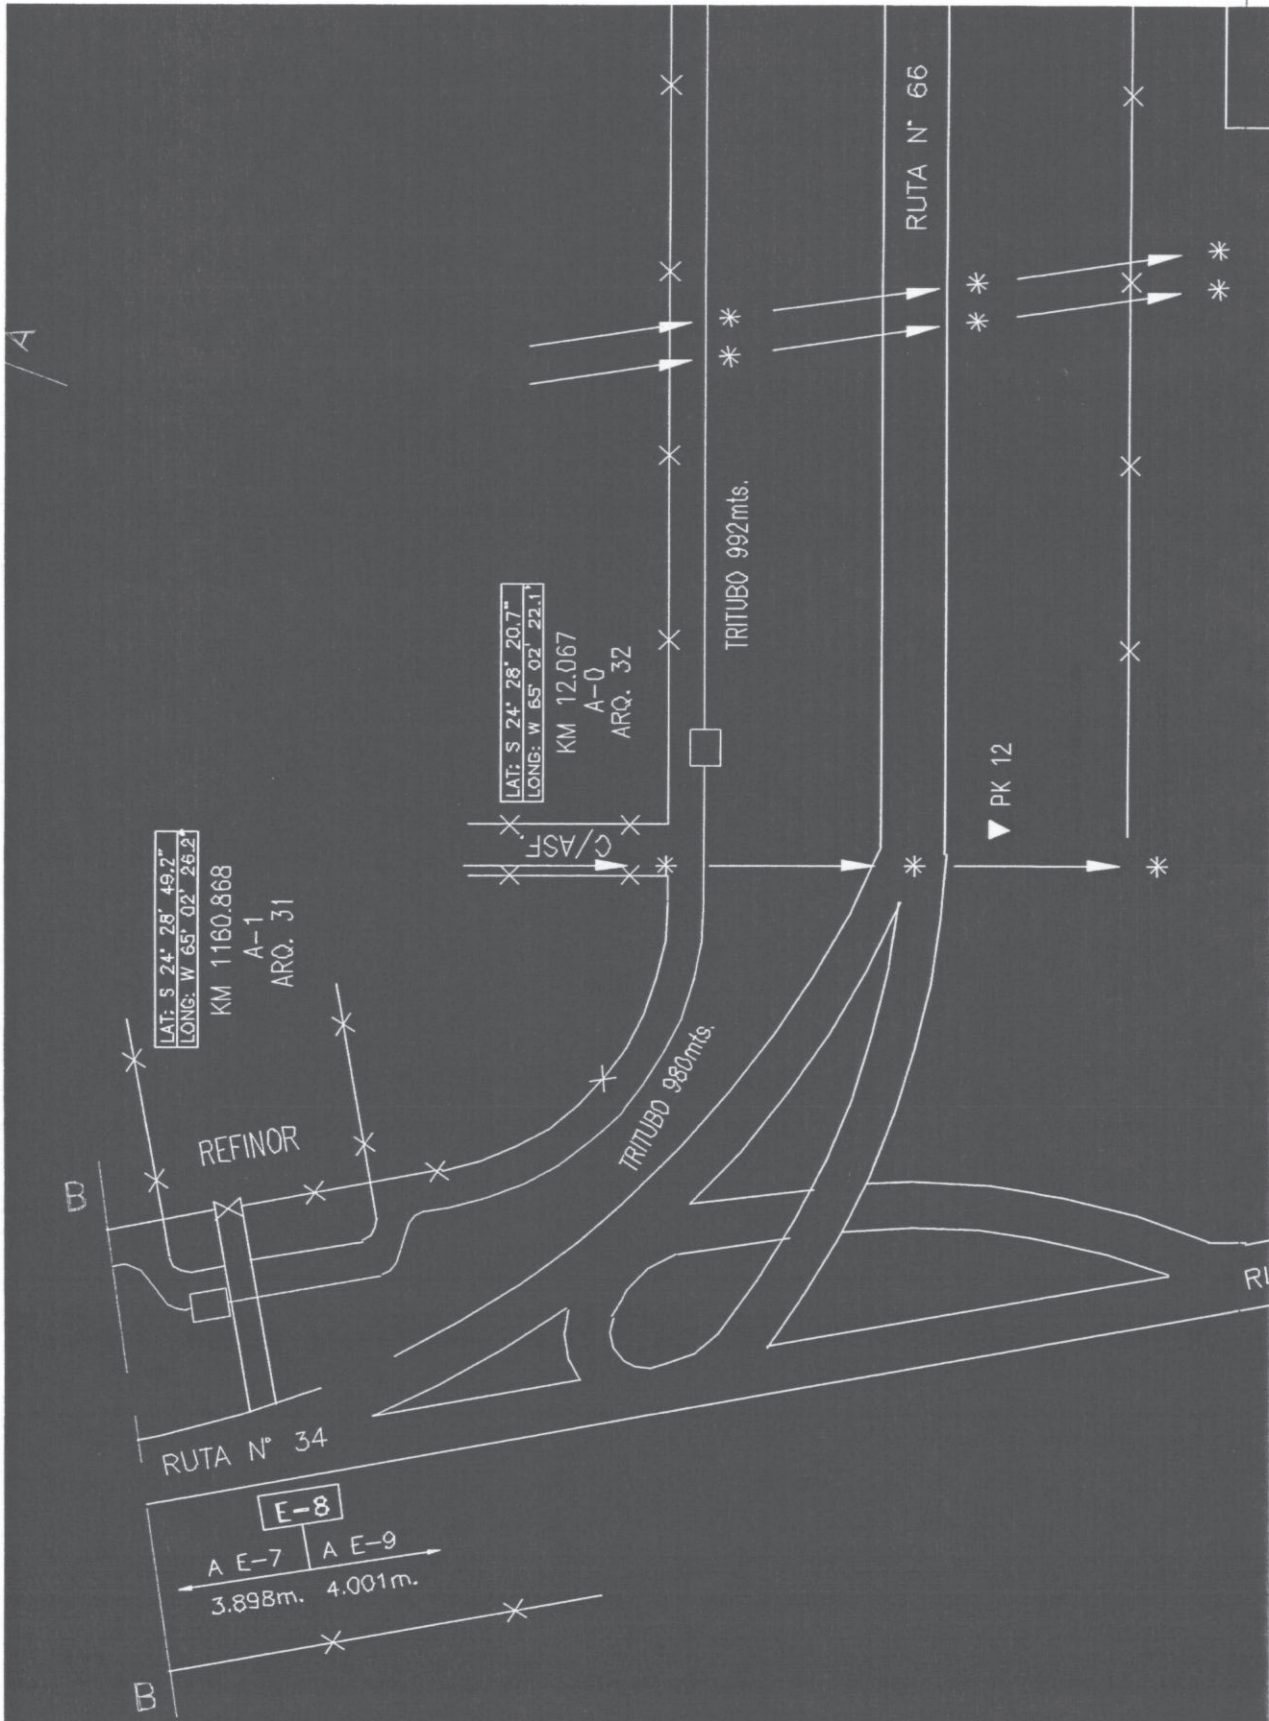 A
RUTA N° 66
TRITUBO 992mts.
LAT: S 24° 28' 20.7"
LONG: W 65° 02' 22.1"
KM 12.067
A-0
ARQ. 32
C/ASF.
PK 12
LAT: S 24° 28' 49.2"
LONG: W 65° 02' 26.2"
KM 1160.868
A-1
ARQ. 31
TRITUBO 980mts.
REFINOR
B
RUTA N° 34
E-8
A E-7
A E-9
3.898m.
4.001m.
B